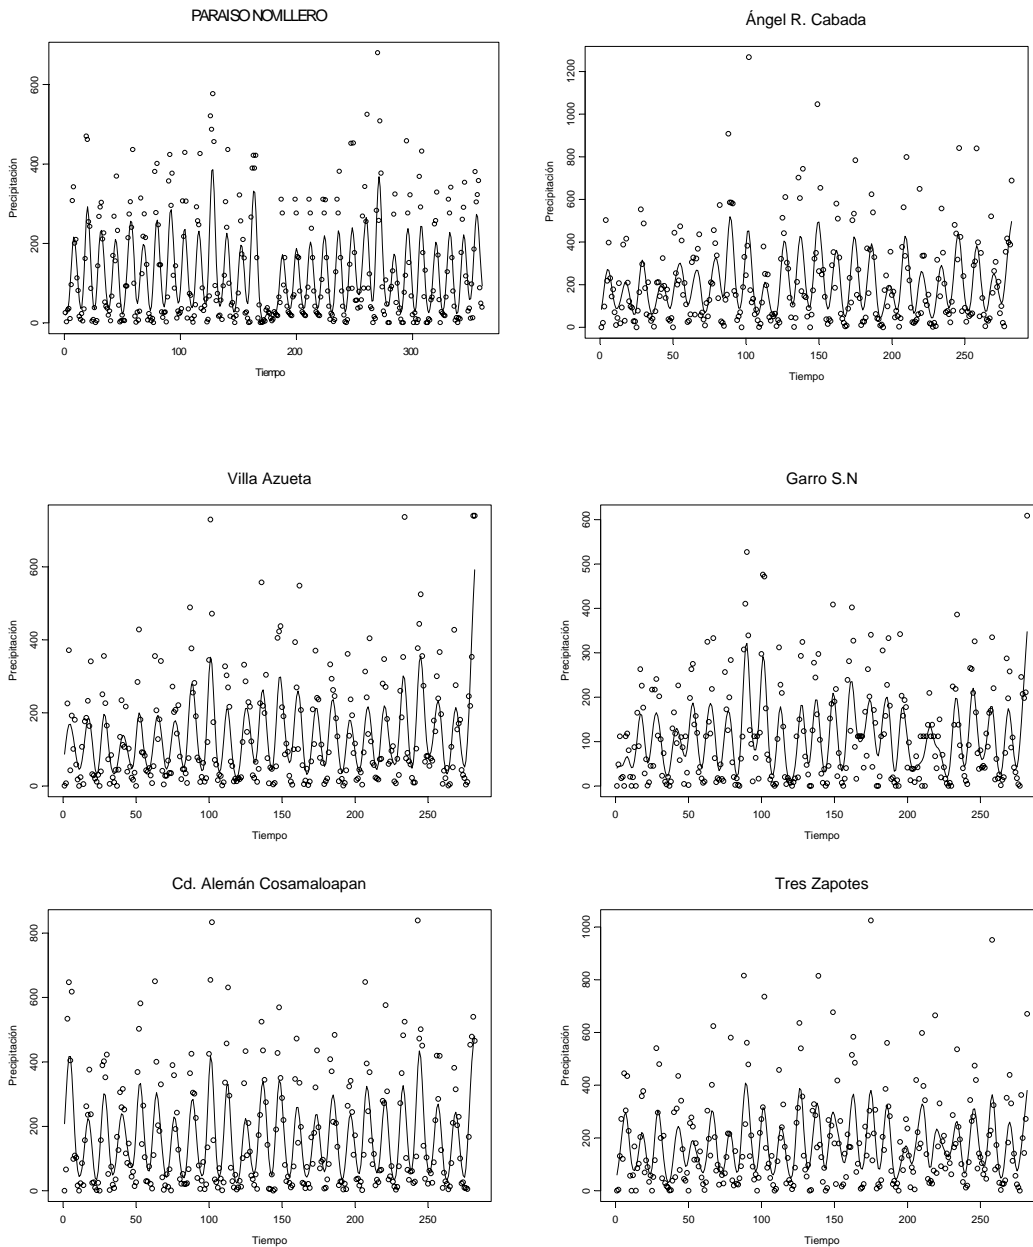 PARAISO NOVILLERO
Precipitación
600
400
200
0
0 100 200 300
Tiempo
Ángel R. Cabada
Precipitación
1200
1000
800
600
400
200
0
0 50 100 150 200 250
Tiempo
Villa Azueta
Precipitación
600
400
200
0
0 50 100 150 200 250
Tiempo
Garro S.N
Precipitación
600
500
400
300
200
100
0
0 50 100 150 200 250
Tiempo
Cd. Alemán Cosamaloapan
Precipitación
800
600
400
200
0
0 50 100 150 200 250
Tiempo
Tres Zapotes
Precipitación
1000
800
600
400
200
0
0 50 100 150 200 250
Tiempo